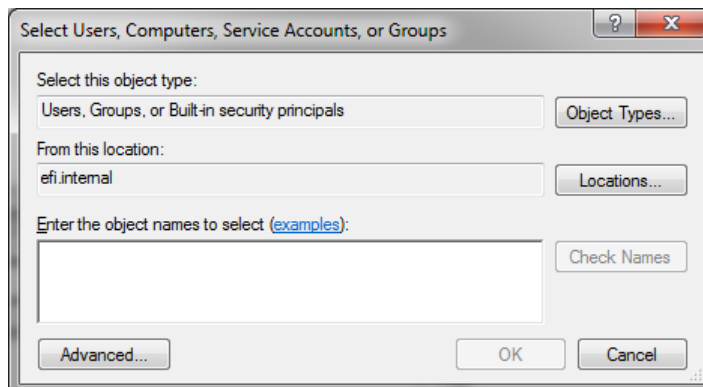 Select Users, Computers, Service Accounts, or Groups
Select this object type:
Users, Groups, or Built-in security principals
Object Types...
From this location:
efi.internal
Locations...
Enter the object names to select (examples):
Check Names
Advanced...
OK
Cancel